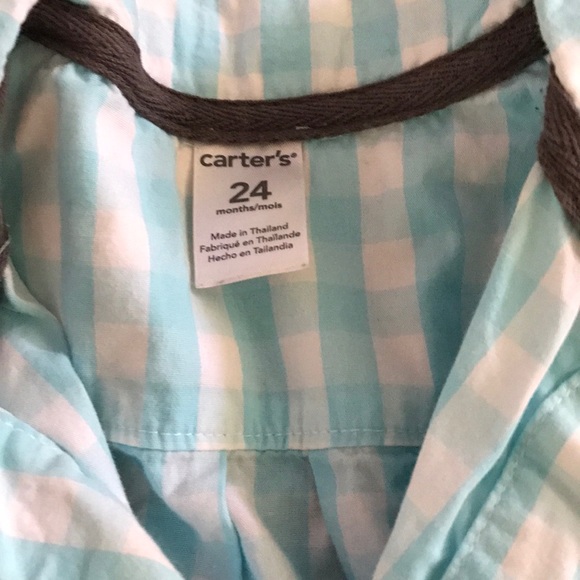 carter's®
24
months/mois
Made in Thailand
Fabriqué en Thaïlande
Hecho en Tailandia